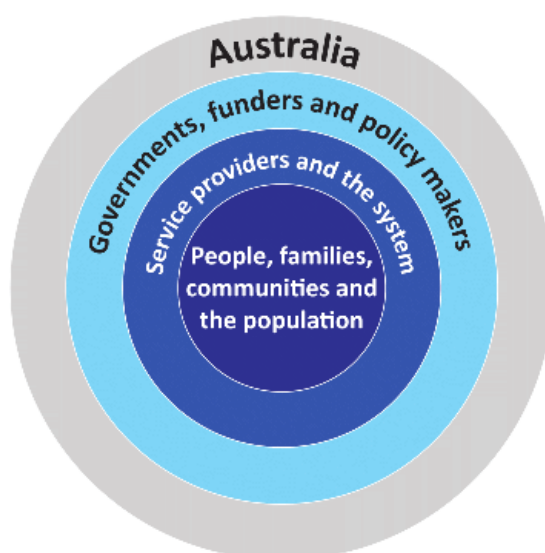 Australia
Governments, funders and policy makers
Service providers and the system
People, families,
communities and
the population